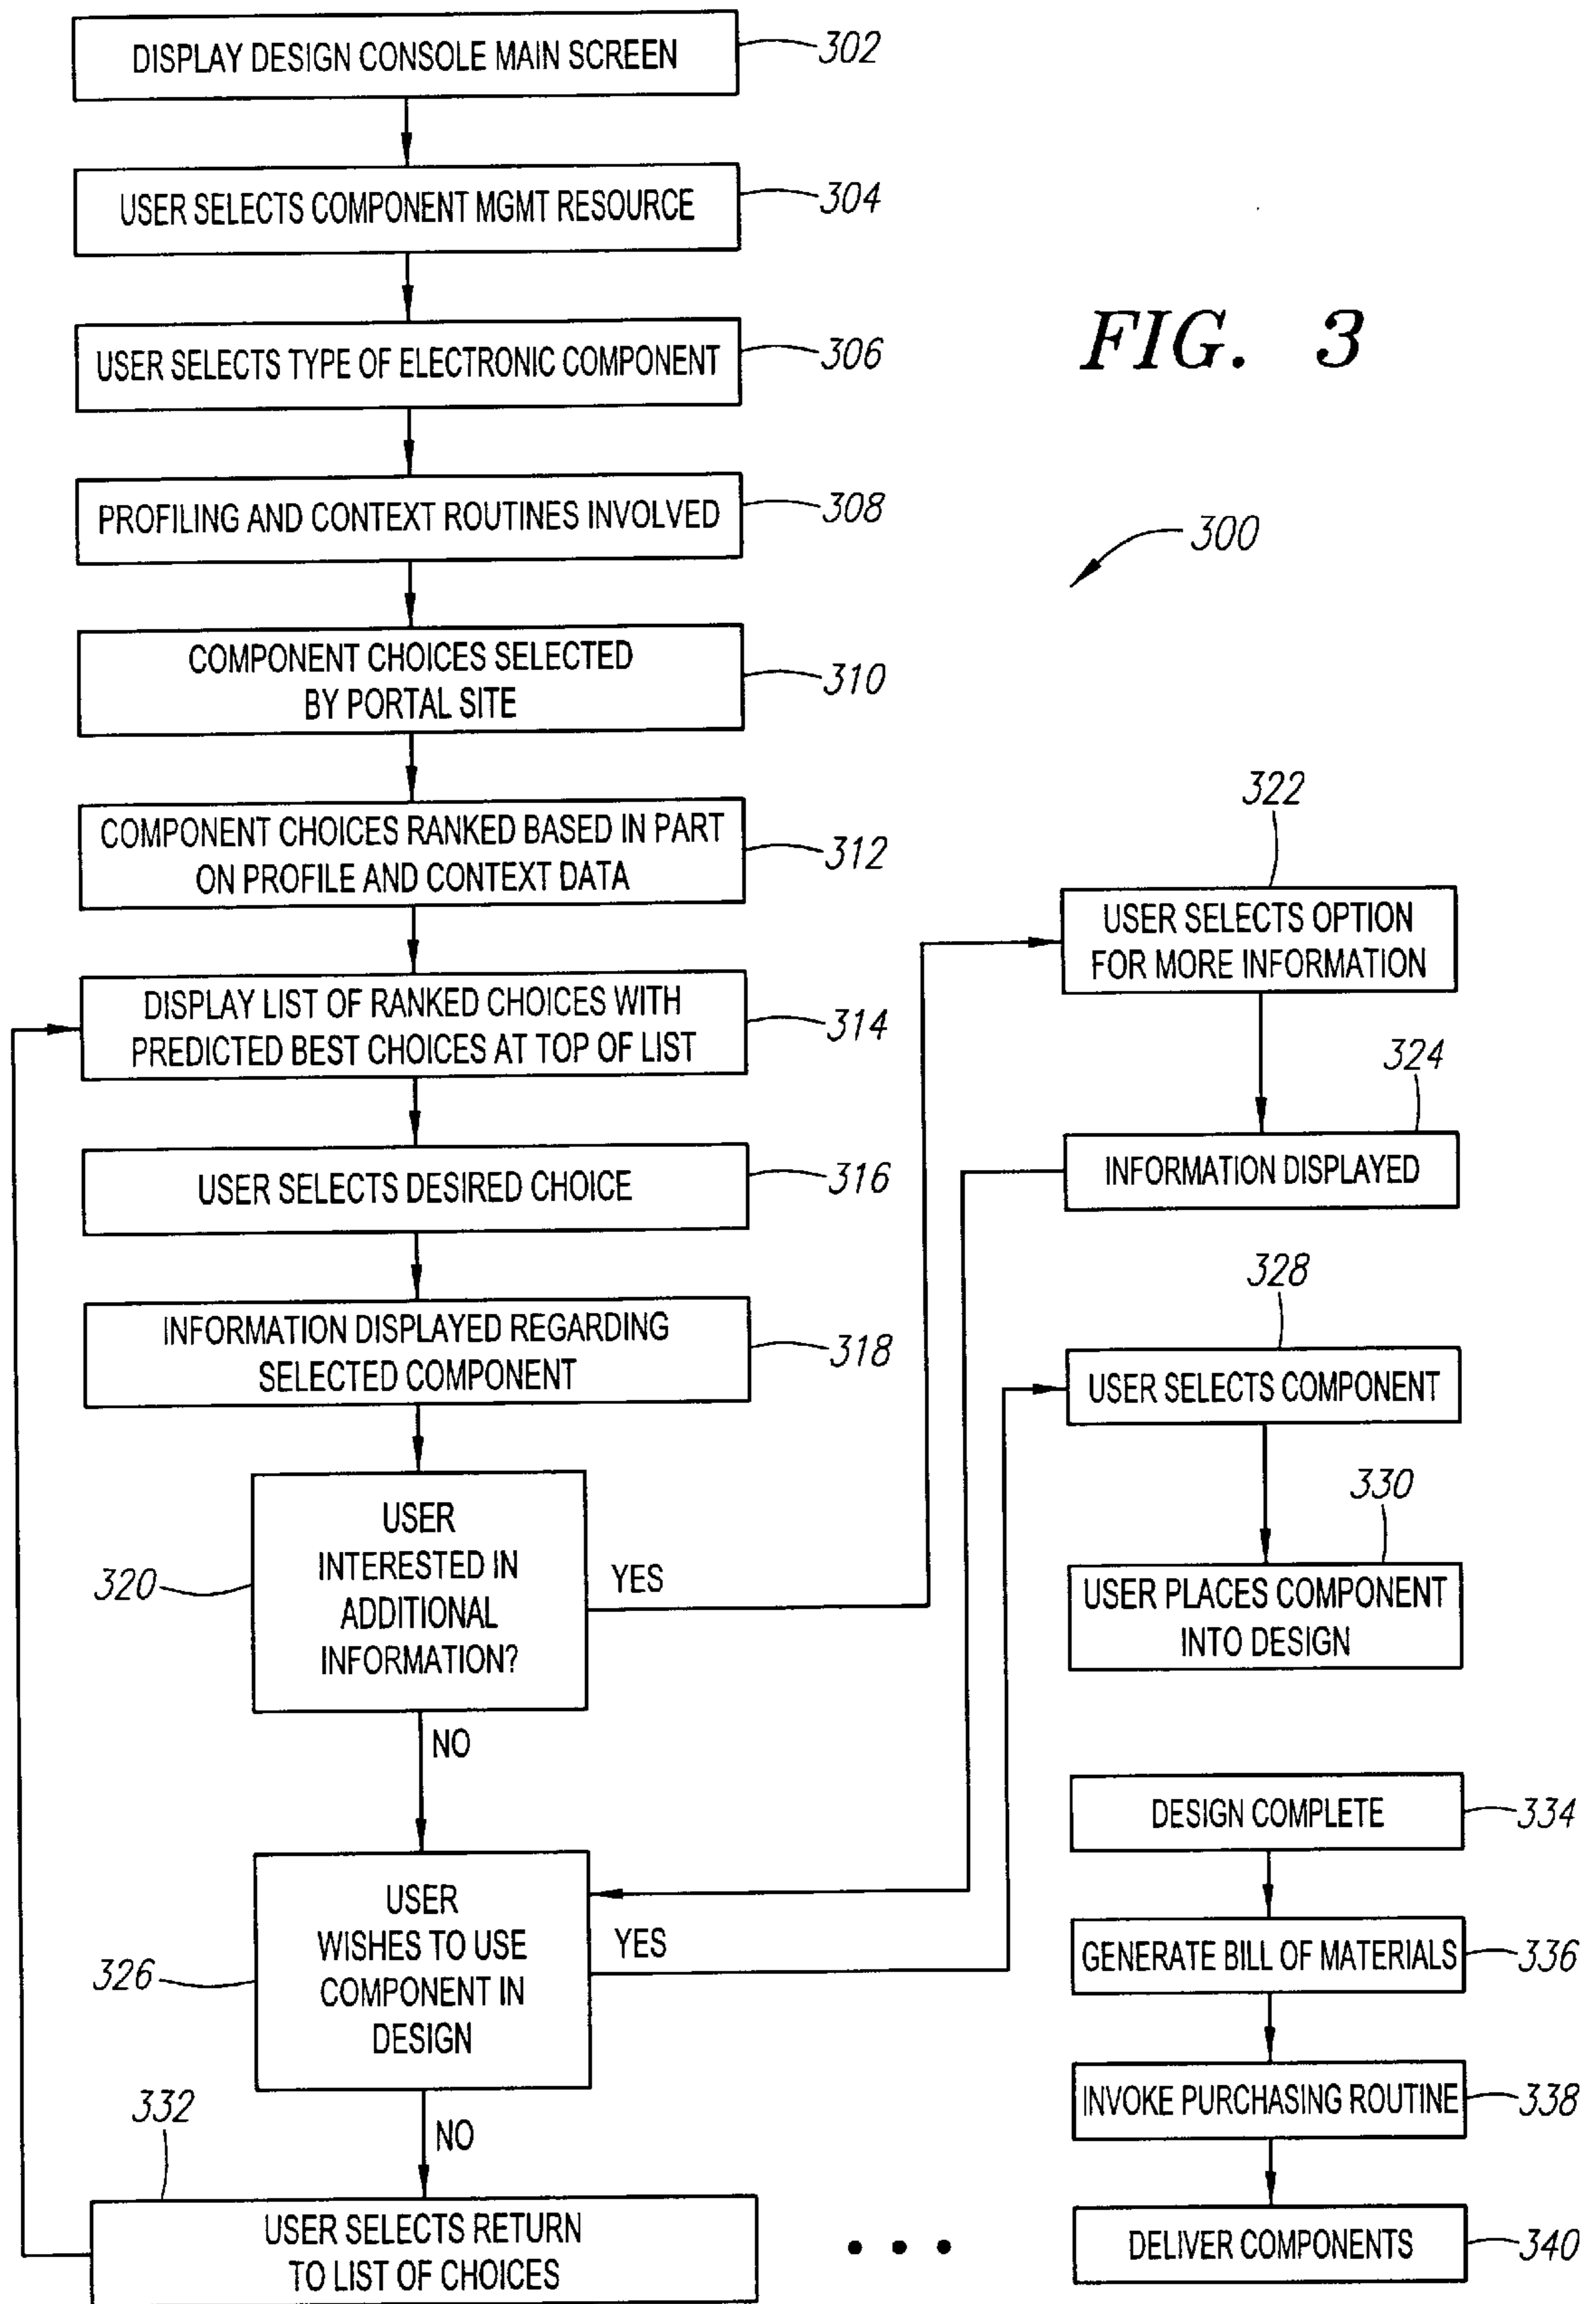 DISPLAY DESIGN CONSOLE MAIN SCREEN
302
USER SELECTS COMPONENT MGMT RESOURCE
304
USER SELECTS TYPE OF ELECTRONIC COMPONENT
306
FIG. 3
PROFILING AND CONTEXT ROUTINES INVOLVED
308
300
COMPONENT CHOICES SELECTED
BY PORTAL SITE
310
COMPONENT CHOICES RANKED BASED IN PART
ON PROFILE AND CONTEXT DATA
312
DISPLAY LIST OF RANKED CHOICES WITH
PREDICTED BEST CHOICES AT TOP OF LIST
314
USER SELECTS DESIRED CHOICE
316
INFORMATION DISPLAYED REGARDING
SELECTED COMPONENT
318
USER
INTERESTED IN
ADDITIONAL
INFORMATION?
320
YES
NO
322
USER SELECTS OPTION
FOR MORE INFORMATION
324
INFORMATION DISPLAYED
USER
WISHES TO USE
COMPONENT IN
DESIGN
326
YES
NO
328
USER SELECTS COMPONENT
330
USER PLACES COMPONENT
INTO DESIGN
332
USER SELECTS RETURN
TO LIST OF CHOICES
• • •
DESIGN COMPLETE
334
GENERATE BILL OF MATERIALS
336
INVOKE PURCHASING ROUTINE
338
DELIVER COMPONENTS
340